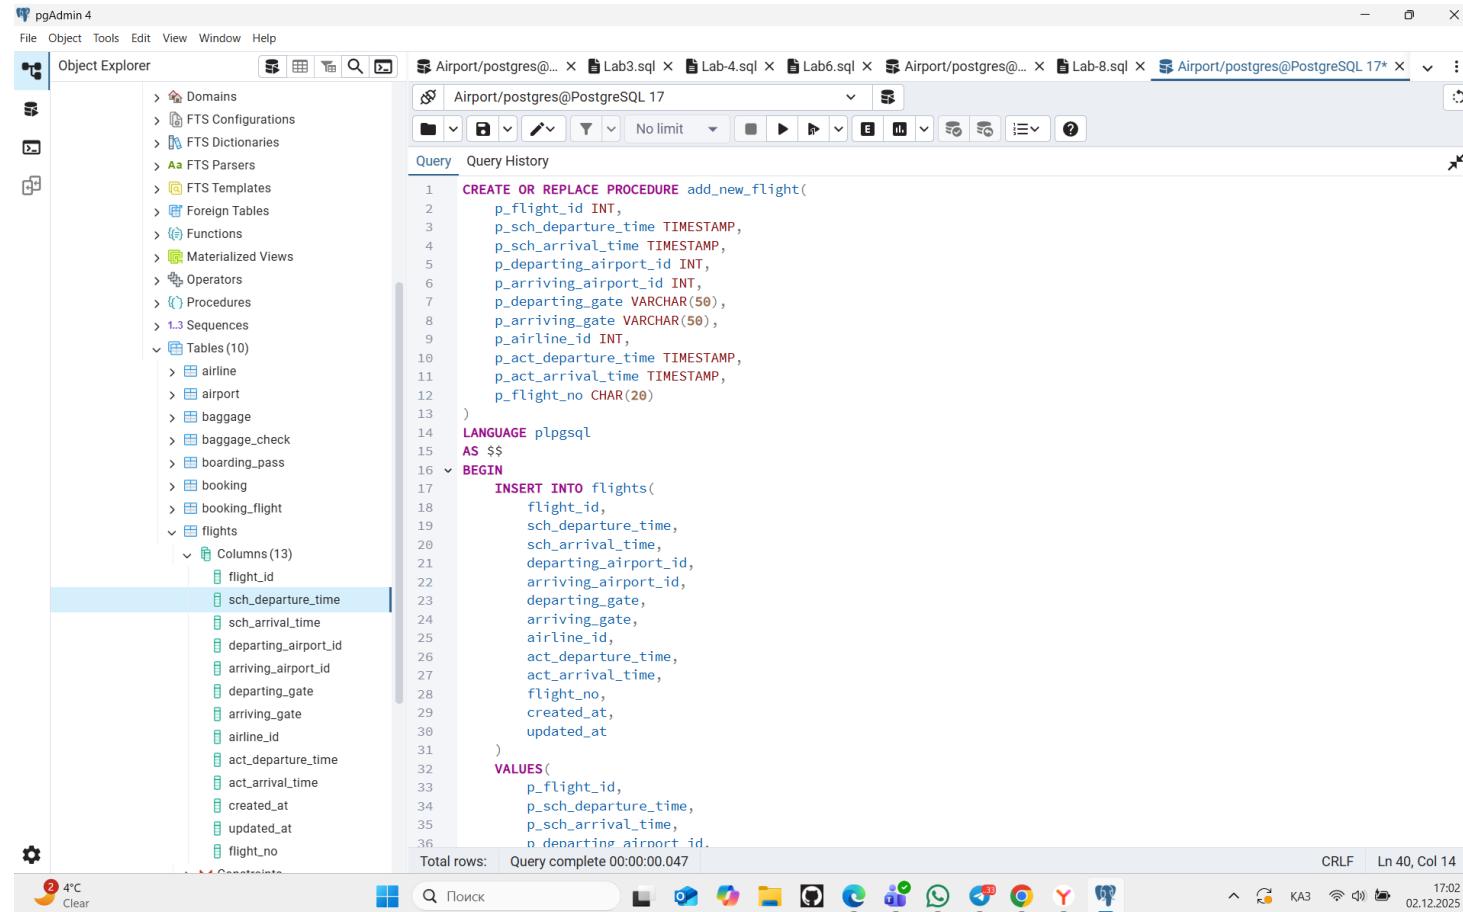 pgAdmin 4
File Object Tools Edit View Window Help
Object Explorer
Airport/postgres@... Lab3.sql Lab-4.sql Lab6.sql Airport/postgres@... Lab-8.sql Airport/postgres@PostgreSQL 17*
Airport/postgres@PostgreSQL 17
No limit
E
Query Query History
Domains
FTS Configurations
FTS Dictionaries
Aa FTS Parsers
FTS Templates
Foreign Tables
Functions
Materialized Views
Operators
Procedures
1..3 Sequences
Tables (10)
airline
airport
baggage
baggage_check
boarding_pass
booking
booking_flight
flights
Columns (13)
flight_id
sch_departure_time
sch_arrival_time
departing_airport_id
arriving_airport_id
departing_gate
arriving_gate
airline_id
act_departure_time
act_arrival_time
created_at
updated_at
flight_no
Constraints
1 CREATE OR REPLACE PROCEDURE add_new_flight(
2 p_flight_id INT,
3 p_sch_departure_time TIMESTAMP,
4 p_sch_arrival_time TIMESTAMP,
5 p_departing_airport_id INT,
6 p_arriving_airport_id INT,
7 p_departing_gate VARCHAR(50),
8 p_arriving_gate VARCHAR(50),
9 p_airline_id INT,
10 p_act_departure_time TIMESTAMP,
11 p_act_arrival_time TIMESTAMP,
12 p_flight_no CHAR(20)
13 )
14 LANGUAGE plpgsql
15 AS $$
16 BEGIN
17 INSERT INTO flights(
18 flight_id,
19 sch_departure_time,
20 sch_arrival_time,
21 departing_airport_id,
22 arriving_airport_id,
23 departing_gate,
24 arriving_gate,
25 airline_id,
26 act_departure_time,
27 act_arrival_time,
28 flight_no,
29 created_at,
30 updated_at
31 )
32 VALUES(
33 p_flight_id,
34 p_sch_departure_time,
35 p_sch_arrival_time,
36 p_departing_airport_id,
Total rows: Query complete 00:00:00.047 CRLF Ln 40, Col 14
2 4°C
Clear
Поиск
33
ҚАЗ
17:02
02.12.2025